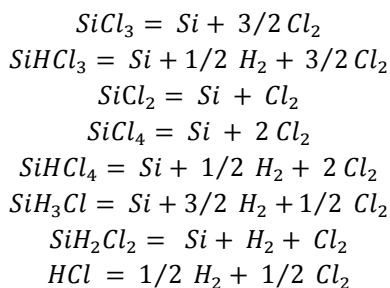 SiCl₃ = Si + 3/2 Cl₂
SiHCl₃ = Si + 1/2 H₂ + 3/2 Cl₂
SiCl₂ = Si + Cl₂
SiCl₄ = Si + 2 Cl₂
SiHCl₄ = Si + 1/2 H₂ + 2 Cl₂
SiH₃Cl = Si + 3/2 H₂ + 1/2 Cl₂
SiH₂Cl₂ = Si + H₂ + Cl₂
HCl = 1/2 H₂ + 1/2 Cl₂